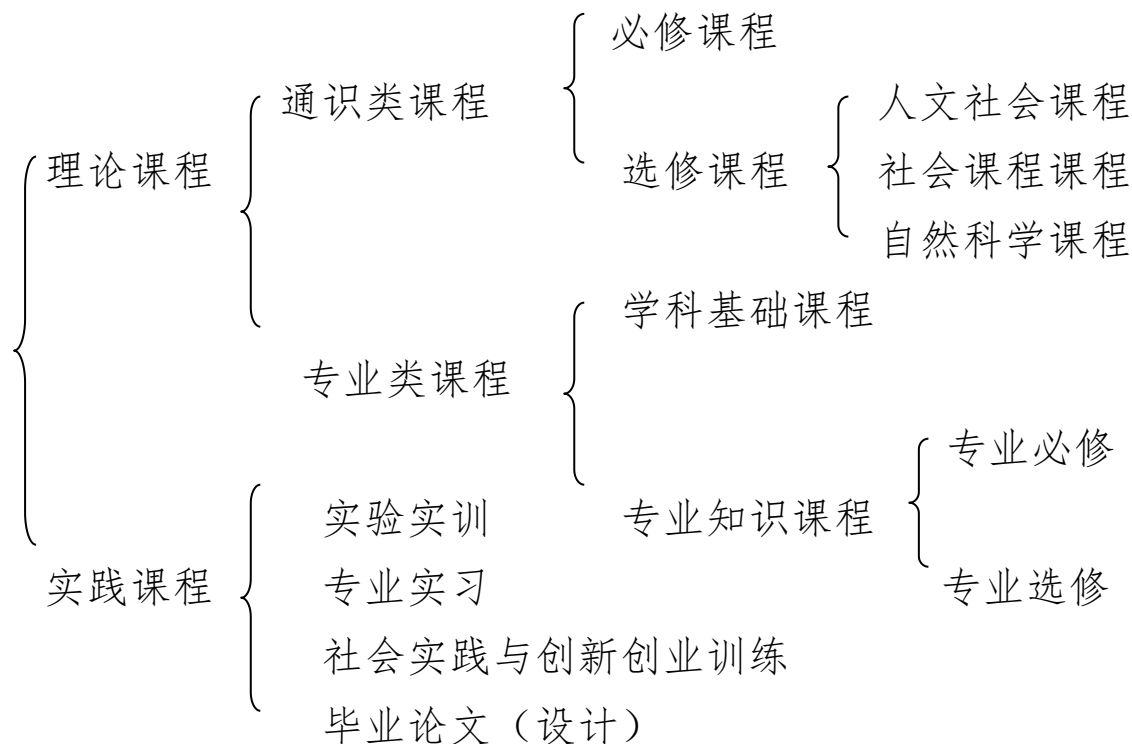 必修课程
通识类课程
人文社会课程
理论课程
选修课程
社会课程课程
自然科学课程
学科基础课程
专业类课程
专业必修
实验实训
专业知识课程
实践课程
专业实习
专业选修
社会实践与创新创业训练
毕业论文（设计）